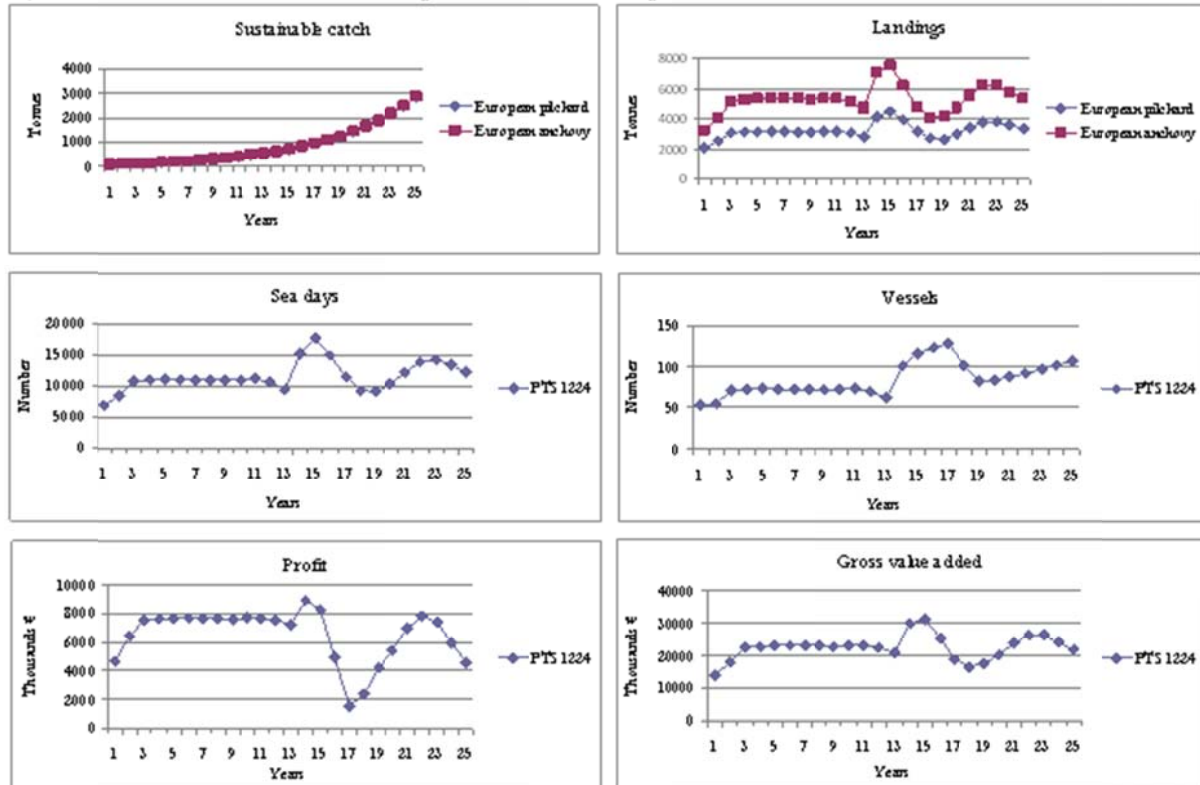 Sustainable catch
Tonnes
4000
3000
2000
1000
0
1 3 5 7 9 11 13 15 17 19 21 23 25
Years
European pilchard
European anchovy
Landings
Tonnes
8000
6000
4000
2000
0
1 3 5 7 9 11 13 15 17 19 21 23 25
Years
European pilchard
European anchovy
Sea days
Number
20000
15000
10000
5000
0
1 3 5 7 9 11 13 15 17 19 21 23 25
Years
PTS 1224
Vessels
Number
150
100
50
0
1 3 5 7 9 11 13 15 17 19 21 23 25
Years
PTS 1224
Profit
Thousands €
10000
8000
6000
4000
2000
0
1 3 5 7 9 11 13 15 17 19 21 23 25
Years
PTS 1224
Gross value added
Thousands €
40000
30000
20000
10000
0
1 3 5 7 9 11 13 15 17 19 21 23 25
Years
PTS 1224